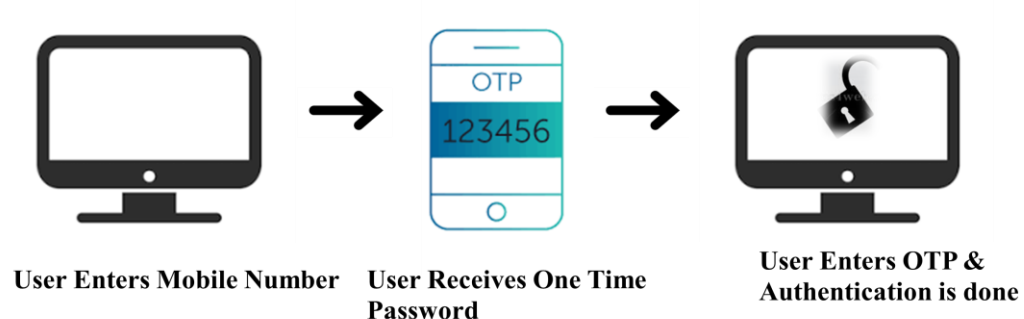 OTP
123456
User Enters Mobile Number
User Receives One Time
Password
User Enters OTP &
Authentication is done